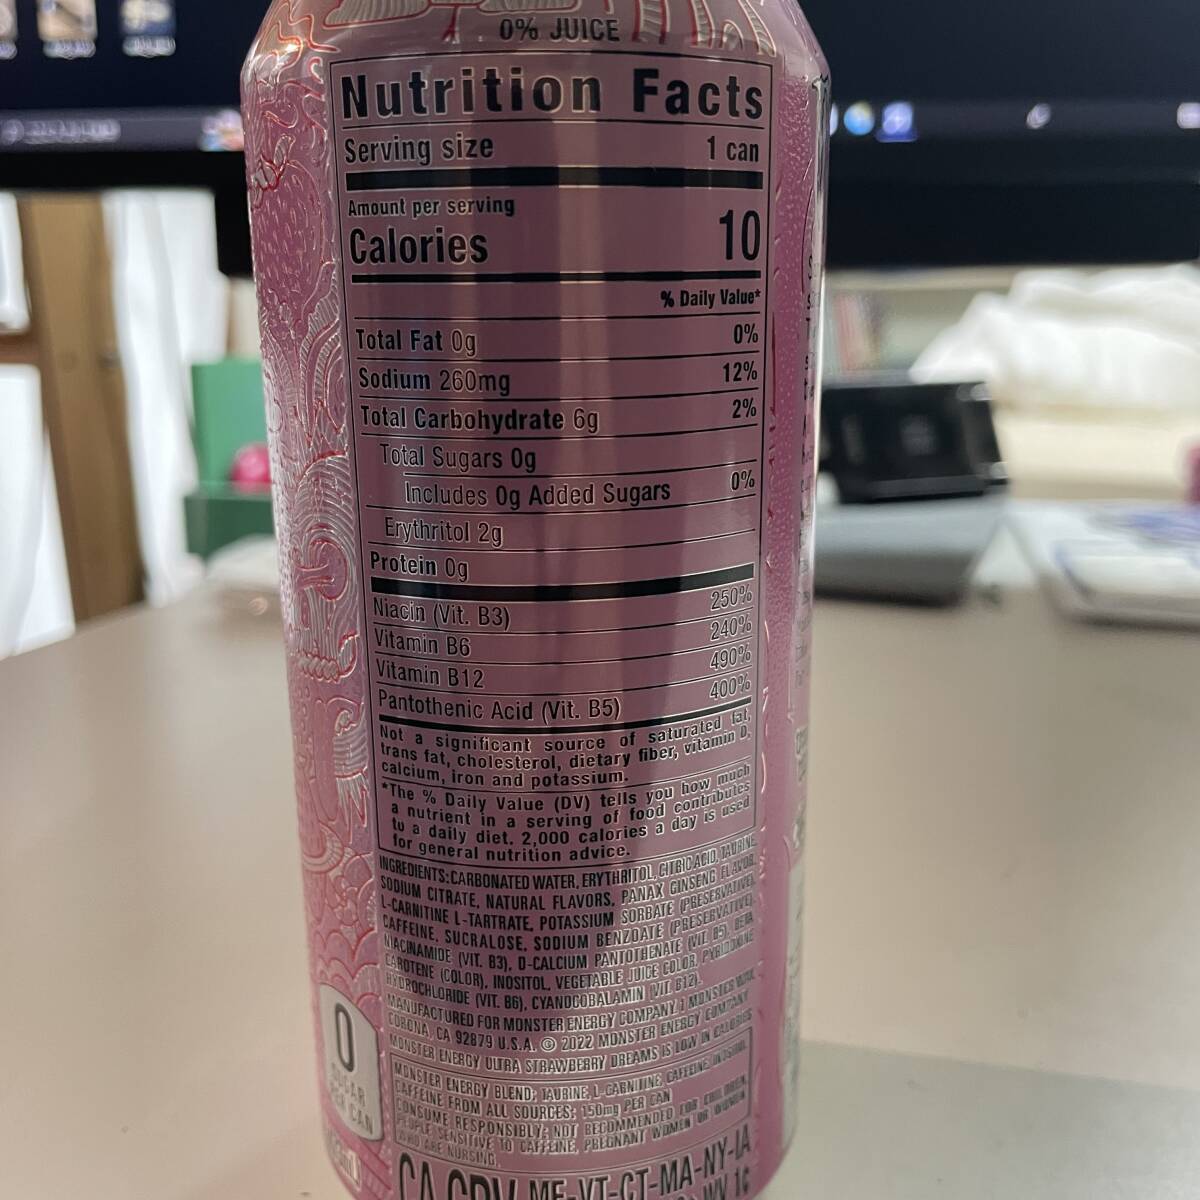 0% JUICE
Nutrition Facts
Serving size 1 can
Amount per serving
Calories 10
% Daily Value*
Total Fat 0g 0%
Sodium 260mg 12%
Total Carbohydrate 6g 2%
Total Sugars 0g
Includes 0g Added Sugars 0%
Erythritol 2g
Protein 0g
Niacin (Vit. B3) 250%
Vitamin B6 240%
Vitamin B12 490%
Pantothenic Acid (Vit. B5) 400%
Not a significant source of saturated fat,
trans fat, cholesterol, dietary fiber, vitamin D,
calcium, iron and potassium.
*The % Daily Value (DV) tells you how much
a nutrient in a serving of food contributes
to a daily diet. 2,000 calories a day is used
for general nutrition advice.
INGREDIENTS: CARBONATED WATER, ERYTHRITOL, CITRIC ACID, TAURINE,
SODIUM CITRATE, NATURAL FLAVORS, PANAX GINSENG FLAVOR,
L-CARNITINE L-TARTRATE, POTASSIUM SORBATE (PRESERVATIVE),
CAFFEINE, SUCRALOSE, SODIUM BENZOATE (PRESERVATIVE),
NIACINAMIDE (VIT. B3), D-CALCIUM PANTOTHENATE (VIT. B5), BETA
CAROTENE (COLOR), INOSITOL, VEGETABLE JUICE COLOR, PYRIDOXINE
HYDROCHLORIDE (VIT. B6), CYANOCOBALAMIN (VIT. B12).
MANUFACTURED FOR MONSTER ENERGY COMPANY 1 MONSTER WAY,
CORONA, CA 92879 U.S.A. © 2022 MONSTER ENERGY COMPANY
MONSTER ENERGY ULTRA STRAWBERRY DREAMS IS LOW IN CALORIES
MONSTER ENERGY BLEND: TAURINE, L-CARNITINE, CAFFEINE, INOSITOL
CAFFEINE FROM ALL SOURCES: 150mg PER CAN
CONSUME RESPONSIBLY: NOT RECOMMENDED FOR CHILDREN,
PEOPLE SENSITIVE TO CAFFEINE, PREGNANT WOMEN OR WOMEN
WHO ARE NURSING.
0
SUGAR
PER CAN
CA CRV ME-VT-CT-MA-NY-IA